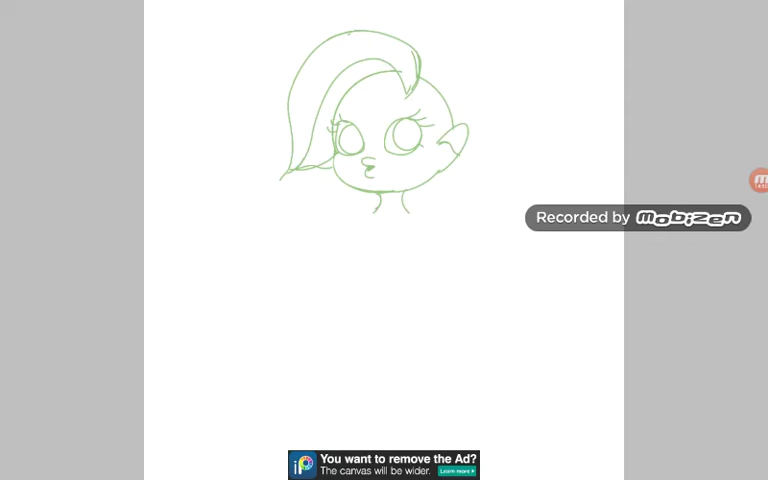 Recorded by Mobizen
You want to remove the Ad?
The canvas will be wider.
Learn more